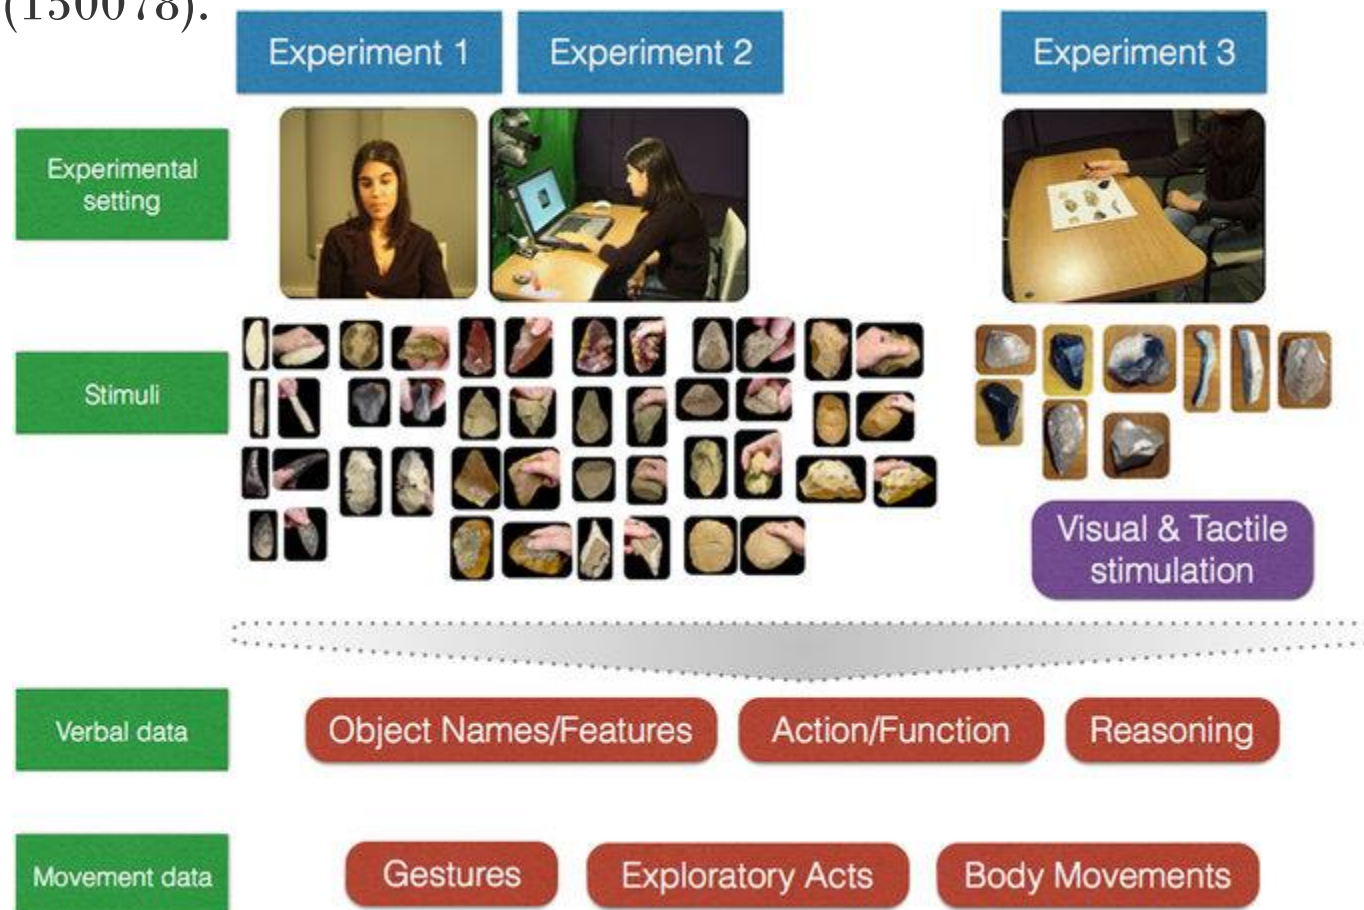 (150078).
Experiment 1
Experiment 2
Experiment 3
Experimental
setting
Stimuli
Visual & Tactile
stimulation
Verbal data
Object Names/Features
Action/Function
Reasoning
Movement data
Gestures
Exploratory Acts
Body Movements